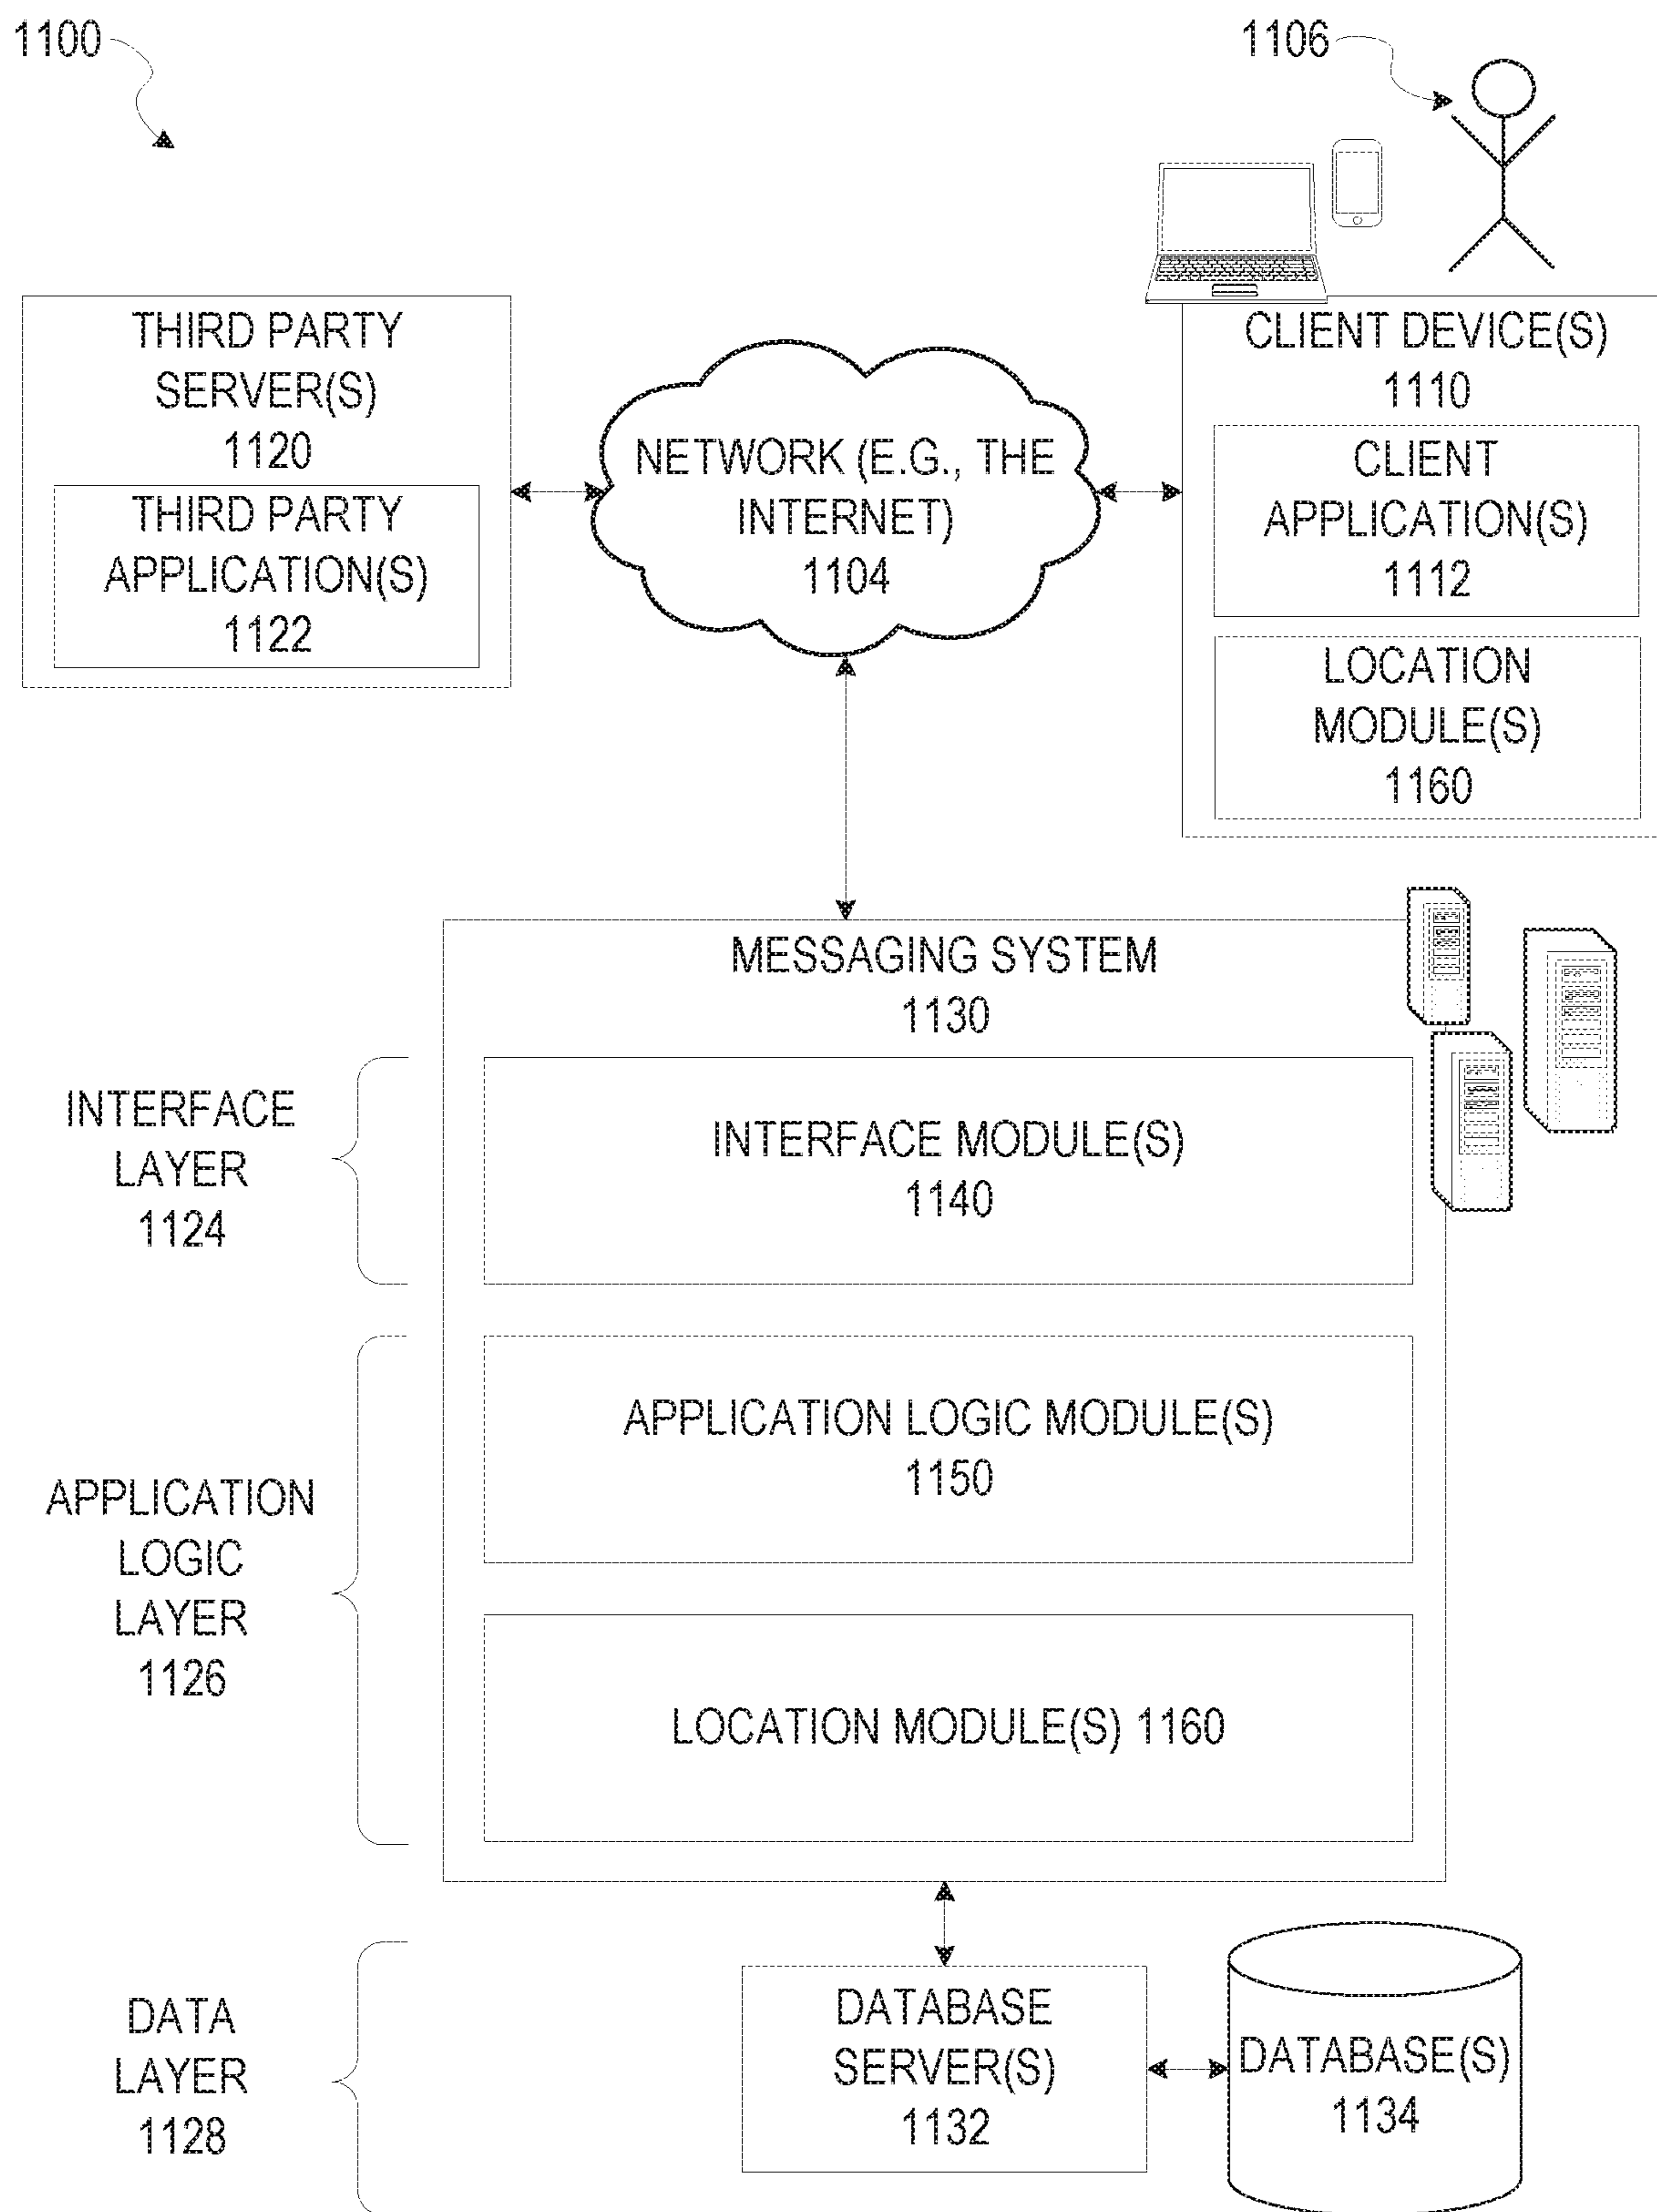 1100
1106
THIRD PARTY
SERVER(S)
1120
THIRD PARTY
APPLICATION(S)
1122
NETWORK (E.G., THE
INTERNET)
1104
CLIENT DEVICE(S)
1110
CLIENT
APPLICATION(S)
1112
LOCATION
MODULE(S)
1160
MESSAGING SYSTEM
1130
INTERFACE
LAYER
1124
INTERFACE MODULE(S)
1140
APPLICATION
LOGIC
LAYER
1126
APPLICATION LOGIC MODULE(S)
1150
LOCATION MODULE(S) 1160
DATA
LAYER
1128
DATABASE
SERVER(S)
1132
DATABASE(S)
1134